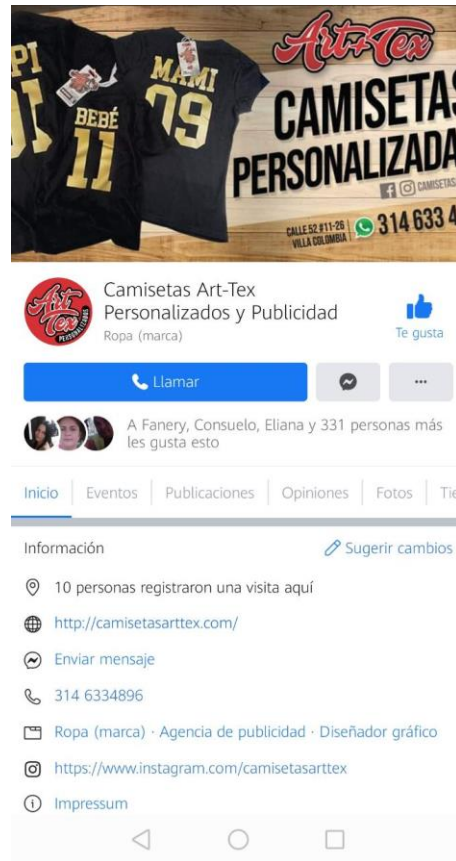 Art+Tex
PI
MAMI
BEBÉ
09
11
CAMISETAS
PERSONALIZADA
CAMISETAS
CALLE 52 #11-26
VILLA COLOMBIA
314 633 4
Art
Tex
PERSONALIZADOS
Camisetas Art-Tex
Personalizados y Publicidad
Ropa (marca)
Te gusta
Llamar
A Fanery, Consuelo, Eliana y 331 personas más
les gusta esto
Inicio
Eventos
Publicaciones
Opiniones
Fotos
Tie
Información
Sugerir cambios
10 personas registraron una visita aquí
http://camisetasarttex.com/
Enviar mensaje
314 6334896
Ropa (marca) · Agencia de publicidad · Diseñador gráfico
https://www.instagram.com/camisetasarttex
Impressum